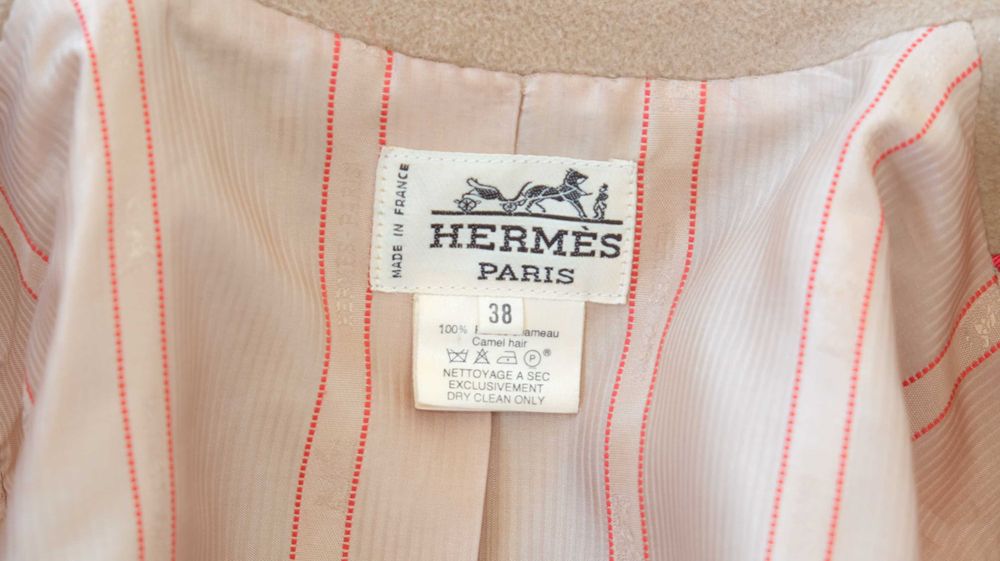 MADE IN FRANCE
HERMÈS
PARIS
38
100%
Camel hair
NETTOYAGE A SEC
EXCLUSIVEMENT
DRY CLEAN ONLY